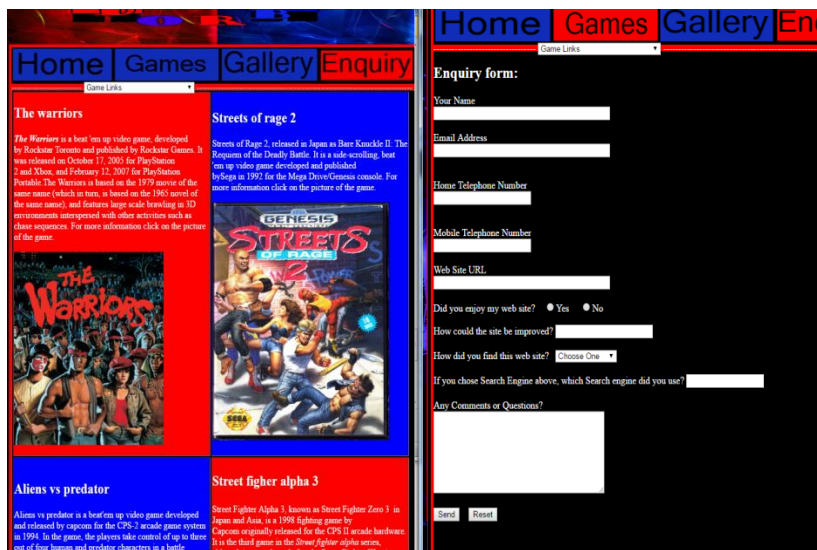 Home Games Gallery Enquiry
Game Links
The warriors
The Warriors is a beat 'em up video game, developed
by Rockstar Toronto and published by Rockstar Games. It
was released on October 17, 2005 for PlayStation
2 and Xbox, and February 12, 2007 for PlayStation
Portable.The Warriors is based on the 1979 movie of the
same name (which in turn, is based on the 1965 novel of
the same name), and features large scale brawling in 3D
environments interspersed with other activities such as
chase sequences. For more information click on the picture
of the game.
THE
WARRIORS
Streets of rage 2
Streets of Rage 2, released in Japan as Bare Knuckle II: The
Requiem of the Deadly Battle. It is a side-scrolling, beat
'em up video game developed and published
bySega in 1992 for the Mega Drive/Genesis console. For
more information click on the picture of the game.
GENESIS
STREETS
OF RAGE
2
SEGA
Aliens vs predator
Aliens vs predator is a beat'em up video game developed
and released by capcom for the CPS-2 arcade game system
in 1994. In the game, the players take control of up to three
out of four human and predator characters in a battle
Street figher alpha 3
Street Fighter Alpha 3, known as Street Fighter Zero 3 in
Japan and Asia, is a 1998 fighting game by
Capcom originally released for the CPS II arcade hardware.
It is the third game in the Street fighter alpha series,
Home Games Gallery En
Game Links
Enquiry form:
Your Name
Email Address
Home Telephone Number
Mobile Telephone Number
Web Site URL
Did you enjoy my web site? Yes No
How could the site be improved?
How did you find this web site? Choose One
If you chose Search Engine above, which Search engine did you use?
Any Comments or Questions?
Send Reset